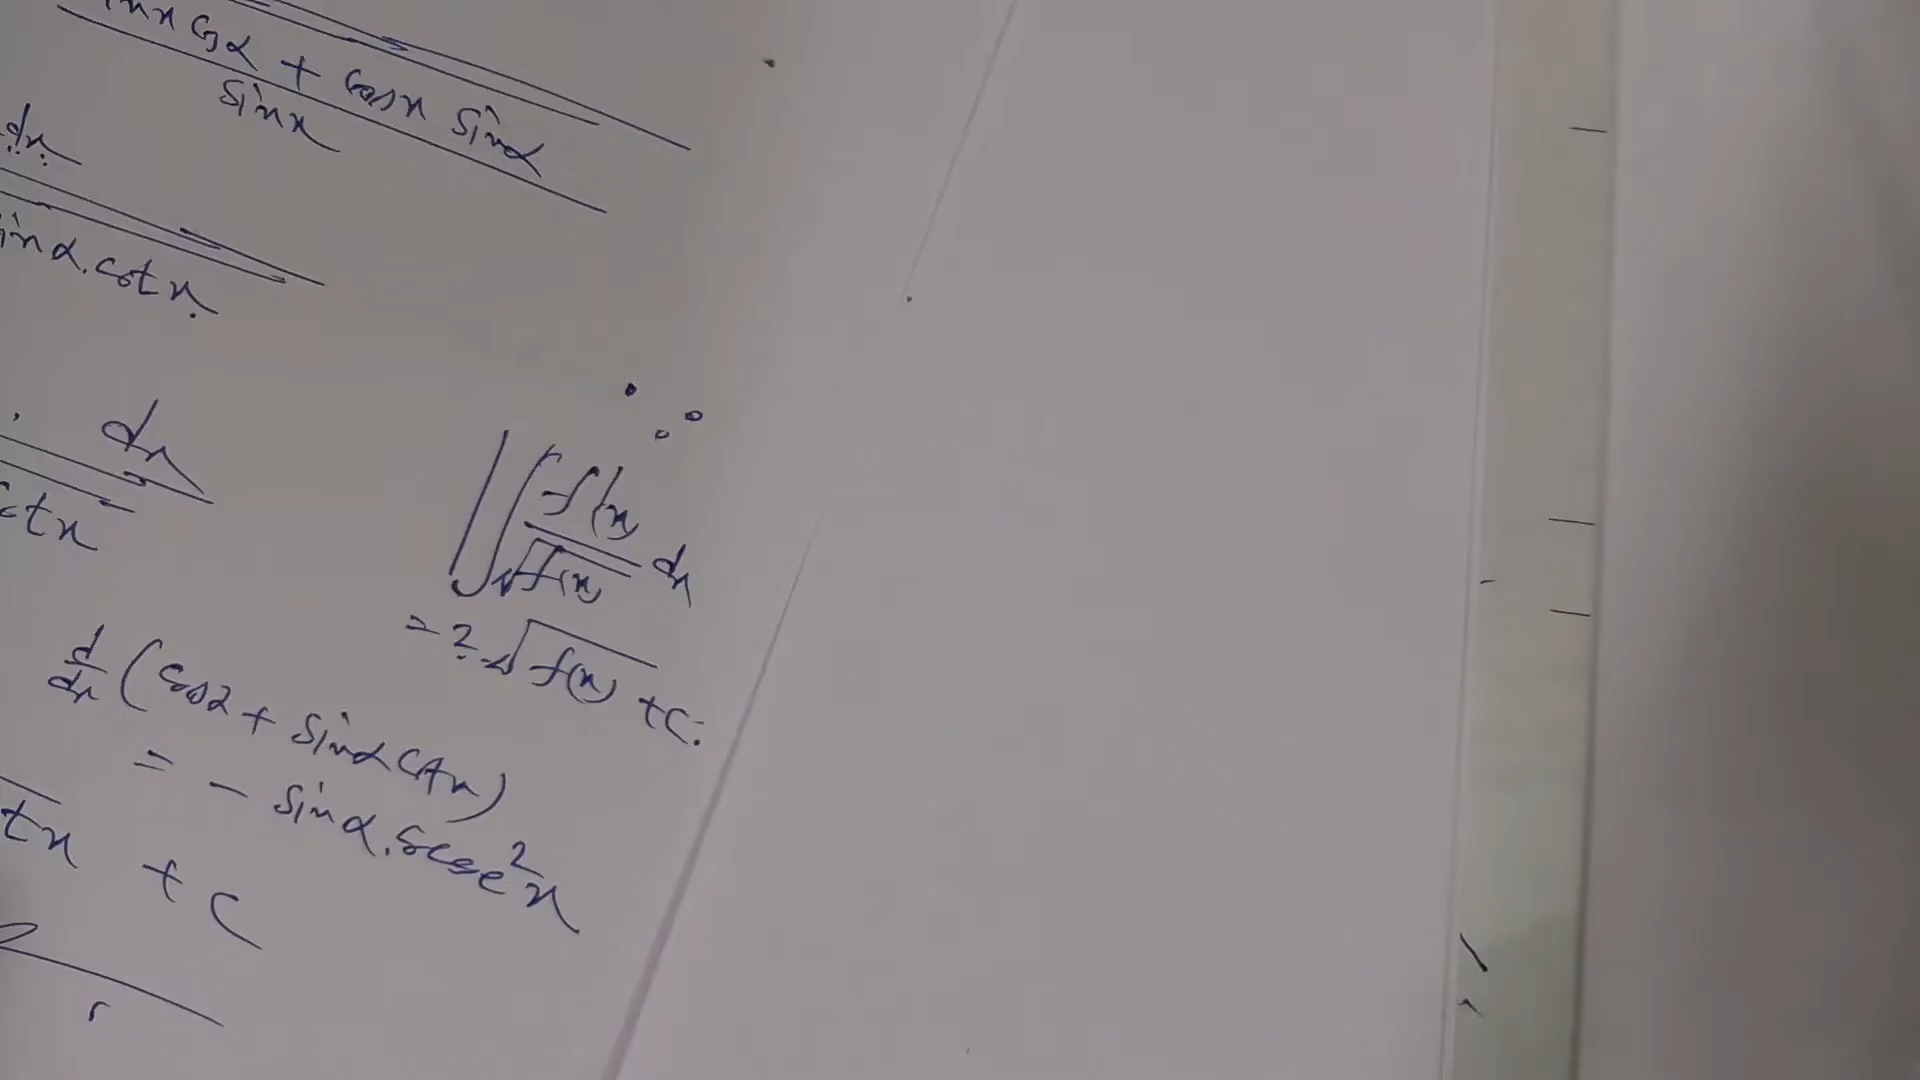 sinx cosα + cosx sinα
sinx
dx
sinα.cotx
dx
ctx
∫ f'(x)/√f(x) dx
= 2√f(x) +c.
d/dx (cosα + sinα cotx)
= - sinα.cosec²x
tx + c